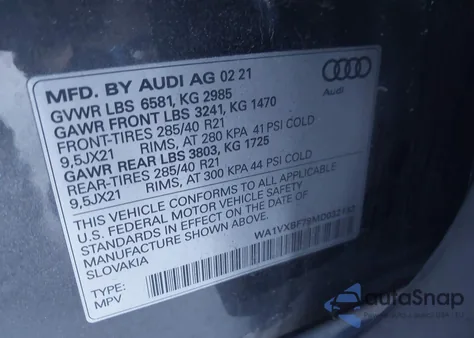 MFD. BY AUDI AG 02 21
GVWR LBS 6581, KG 2985
GAWR FRONT LBS 3241, KG 1470
FRONT-TIRES 285/40 R21
9,5JX21 RIMS, AT 280 KPA 41 PSI COLD
GAWR REAR LBS 3803, KG 1725
REAR-TIRES 285/40 R21
9,5JX21 RIMS, AT 300 KPA 44 PSI COLD
THIS VEHICLE CONFORMS TO ALL APPLICABLE
U.S. FEDERAL MOTOR VEHICLE SAFETY
STANDARDS IN EFFECT ON THE DATE OF
MANUFACTURE SHOWN ABOVE.
SLOVAKIA
TYPE:
MPV
Audi
autoSnap